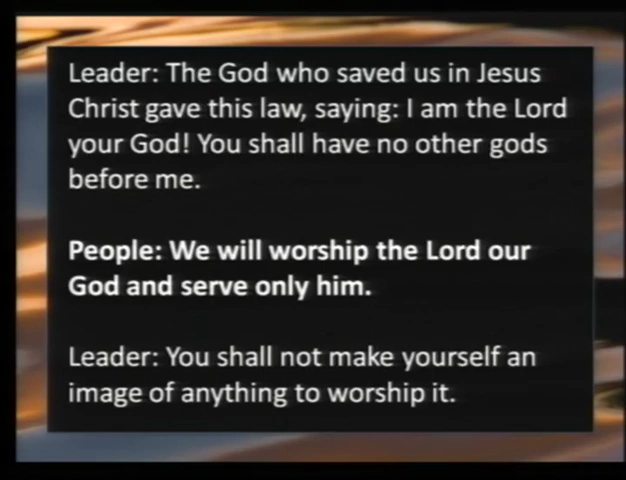 Leader: The God who saved us in Jesus
Christ gave this law, saying: I am the Lord
your God! You shall have no other gods
before me.
People: We will worship the Lord our
God and serve only him.
Leader: You shall not make yourself an
image of anything to worship it.